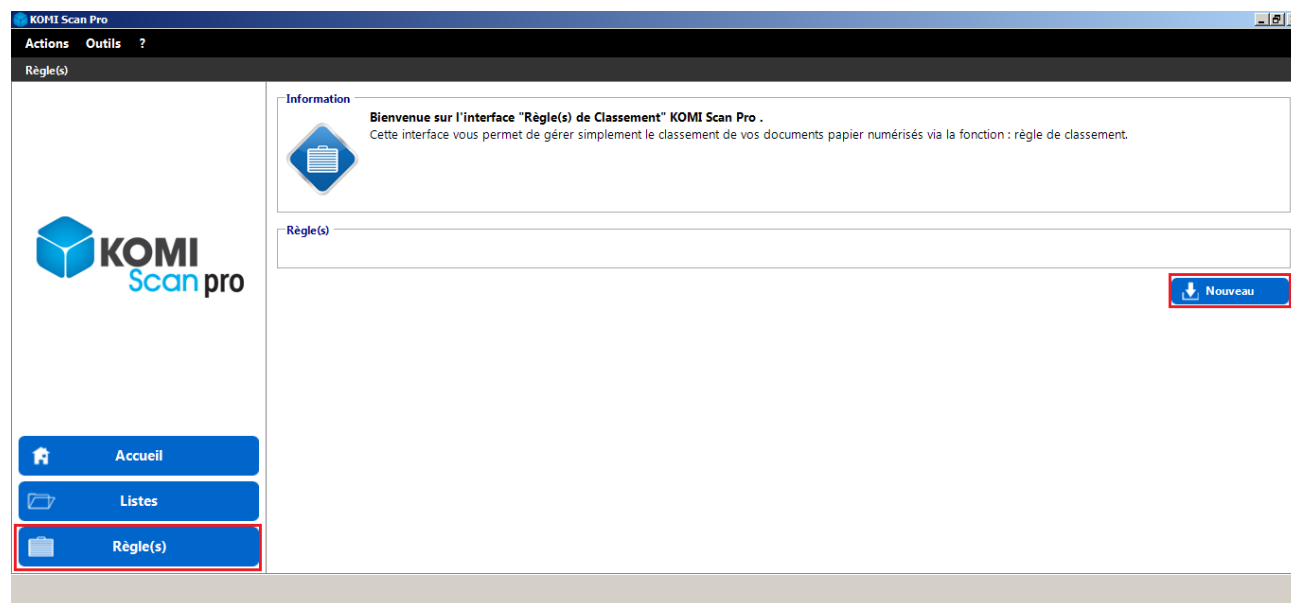 KOMI Scan Pro
Actions Outils ?
Règle(s)
Information
Bienvenue sur l'interface "Règle(s) de Classement" KOMI Scan Pro .
Cette interface vous permet de gérer simplement le classement de vos documents papier numérisés via la fonction : règle de classement.
Règle(s)
KOMI
Scan pro
Nouveau
Accueil
Listes
Règle(s)